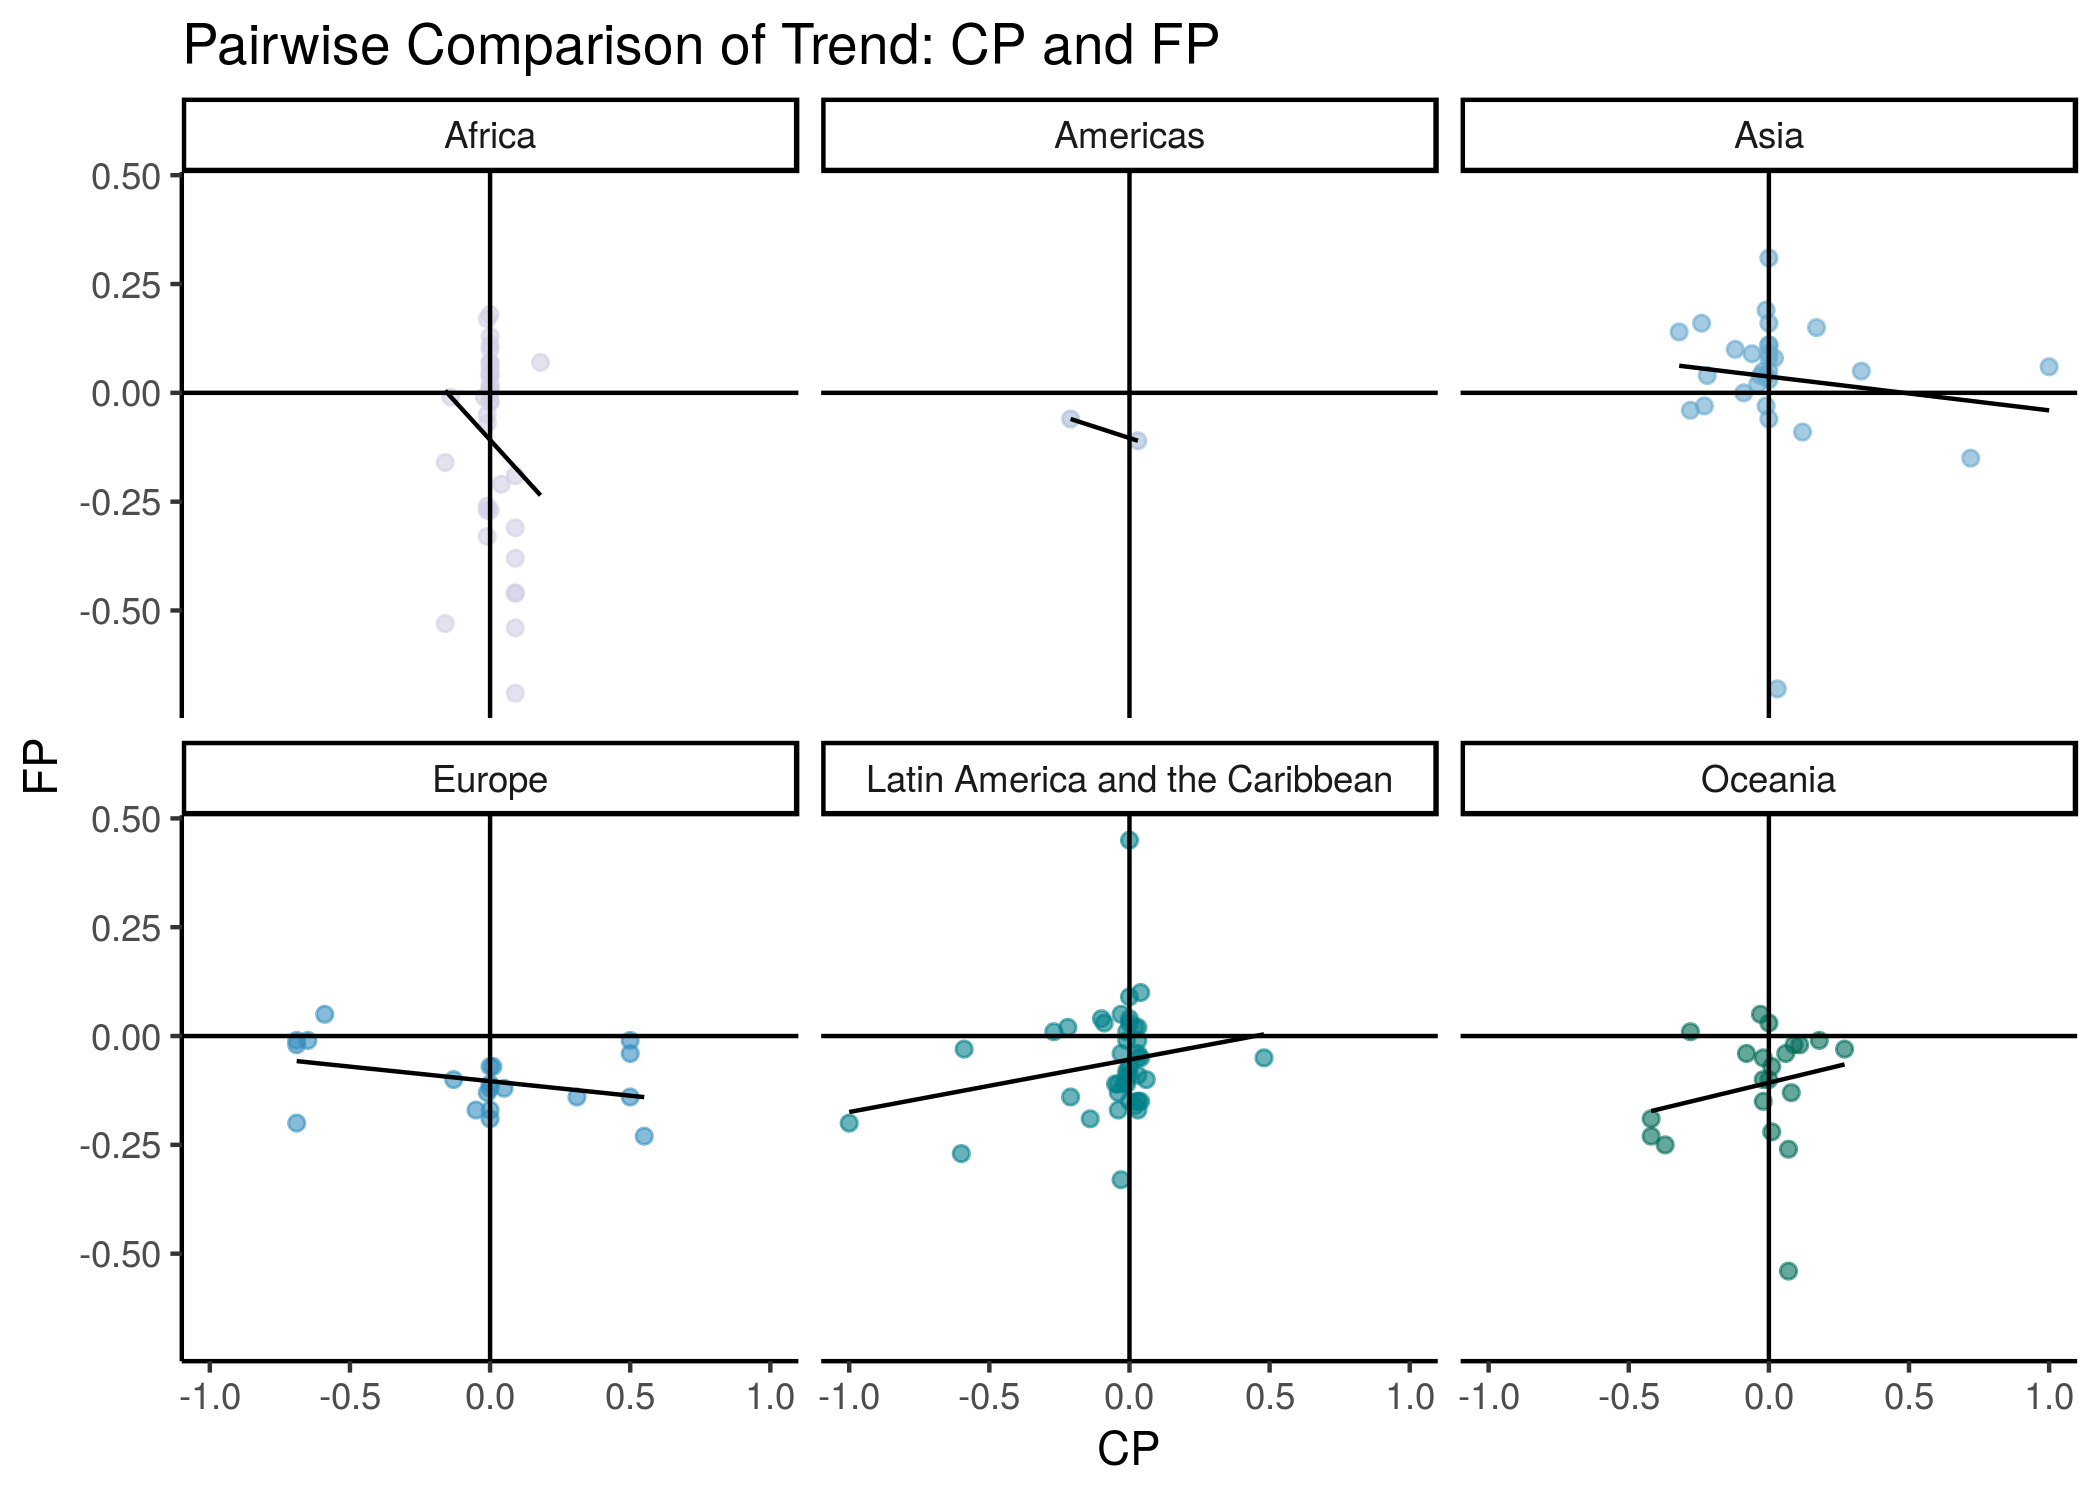 Pairwise Comparison of Trend: CP and FP
Africa
Americas
Asia
0.50
0.25
0.00
-0.25
-0.50
FP
Europe
Latin America and the Caribbean
Oceania
0.50
0.25
0.00
-0.25
-0.50
-1.0 -0.5 0.0 0.5 1.0 -1.0 -0.5 0.0 0.5 1.0 -1.0 -0.5 0.0 0.5 1.0
CP